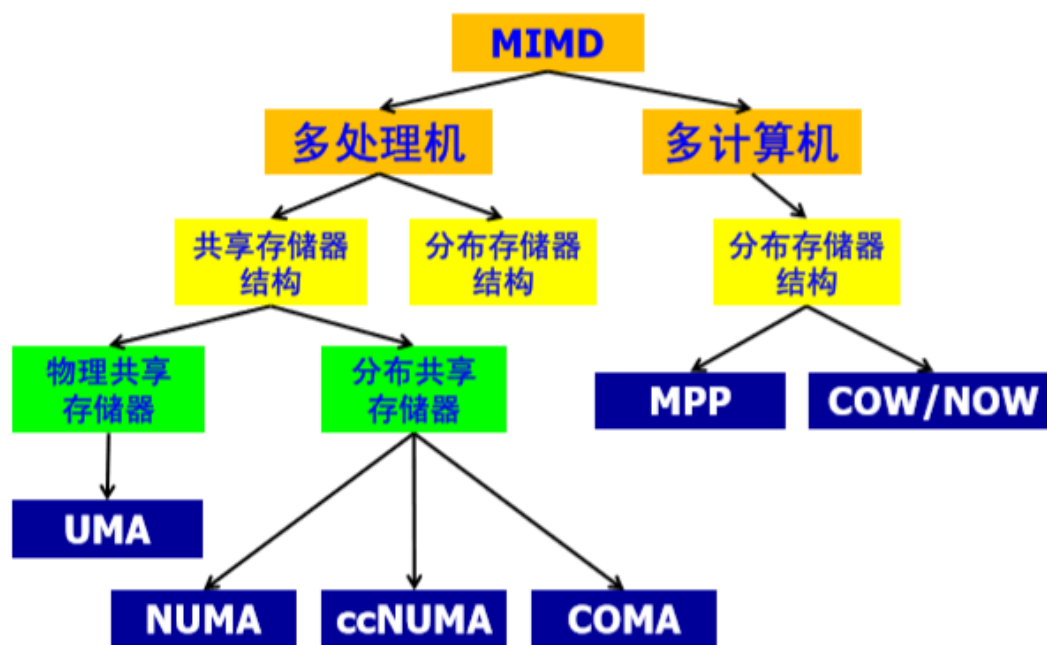 MIMD
多处理机
多计算机
共享存储器
结构
分布存储器
结构
分布存储器
结构
物理共享
存储器
分布共享
存储器
MPP
COW/NOW
UMA
NUMA
ccNUMA
COMA